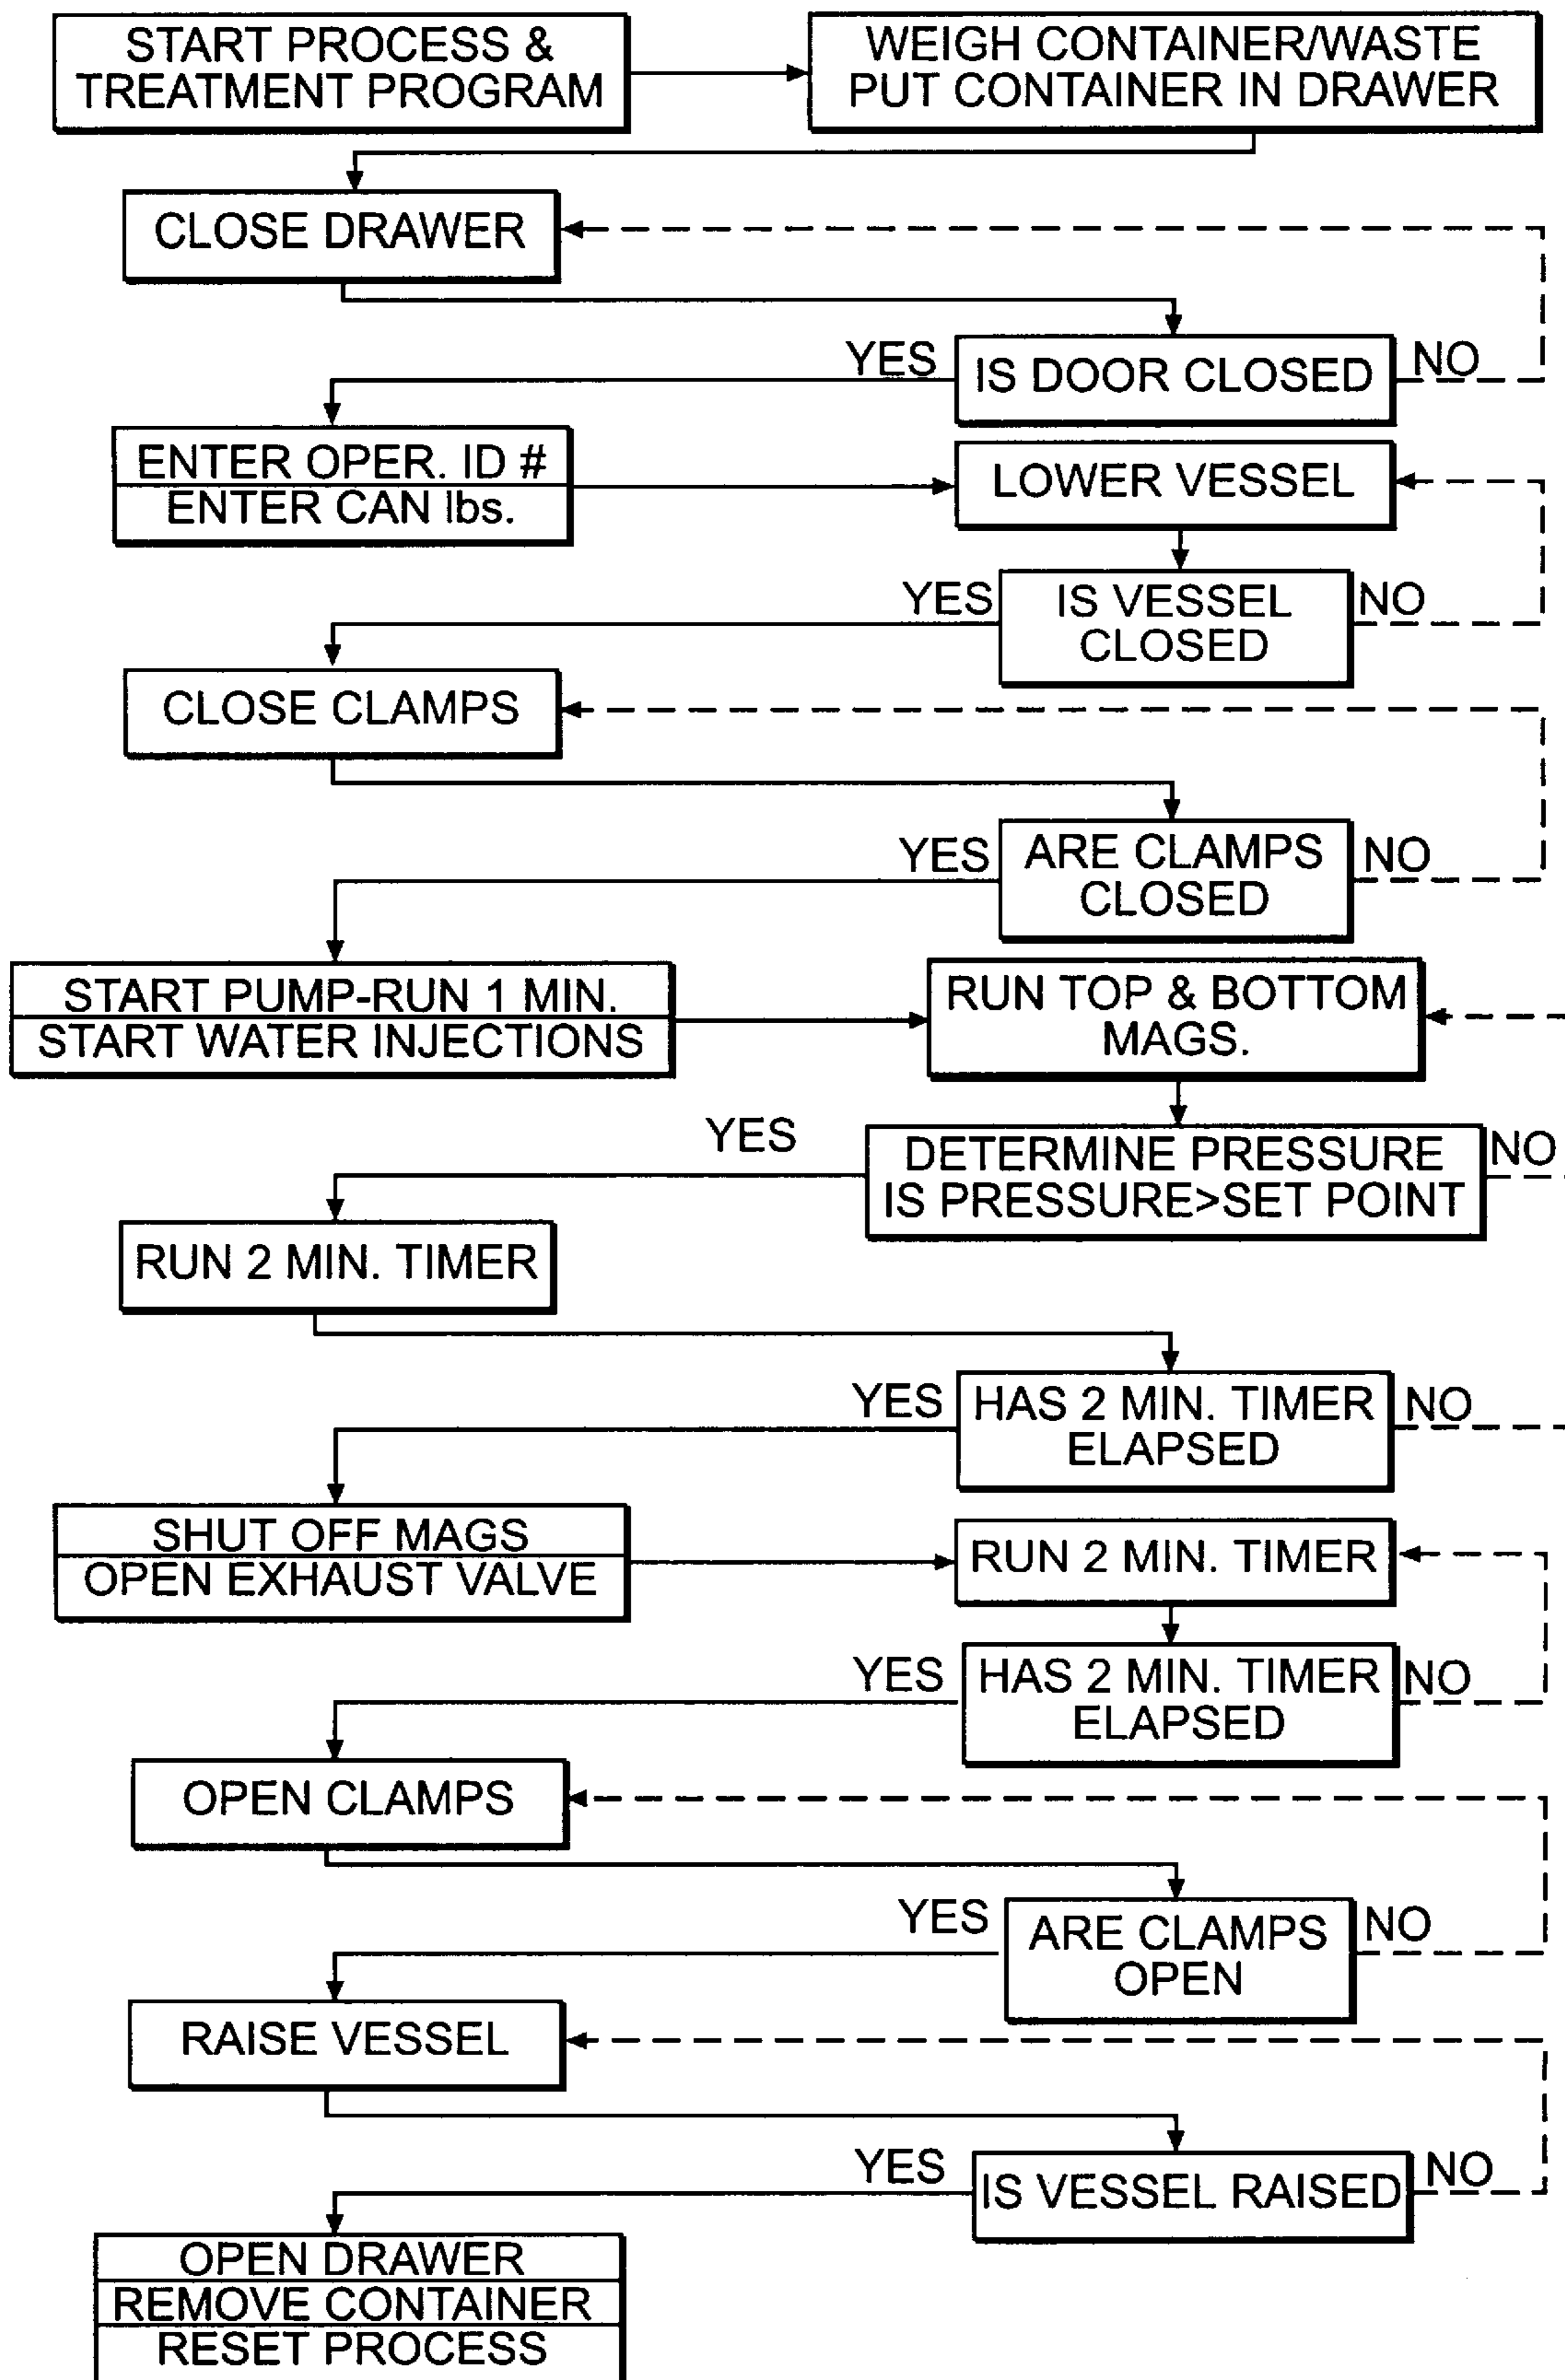 START PROCESS &
TREATMENT PROGRAM
WEIGH CONTAINER/WASTE
PUT CONTAINER IN DRAWER
CLOSE DRAWER
YES
IS DOOR CLOSED
NO
ENTER OPER. ID #
ENTER CAN lbs.
LOWER VESSEL
YES
IS VESSEL
CLOSED
NO
CLOSE CLAMPS
YES
ARE CLAMPS
CLOSED
NO
START PUMP-RUN 1 MIN.
START WATER INJECTIONS
RUN TOP & BOTTOM
MAGS.
YES
DETERMINE PRESSURE
IS PRESSURE>SET POINT
NO
RUN 2 MIN. TIMER
YES
HAS 2 MIN. TIMER
ELAPSED
NO
SHUT OFF MAGS
OPEN EXHAUST VALVE
RUN 2 MIN. TIMER
YES
HAS 2 MIN. TIMER
ELAPSED
NO
OPEN CLAMPS
YES
ARE CLAMPS
OPEN
NO
RAISE VESSEL
YES
IS VESSEL RAISED
NO
OPEN DRAWER
REMOVE CONTAINER
RESET PROCESS